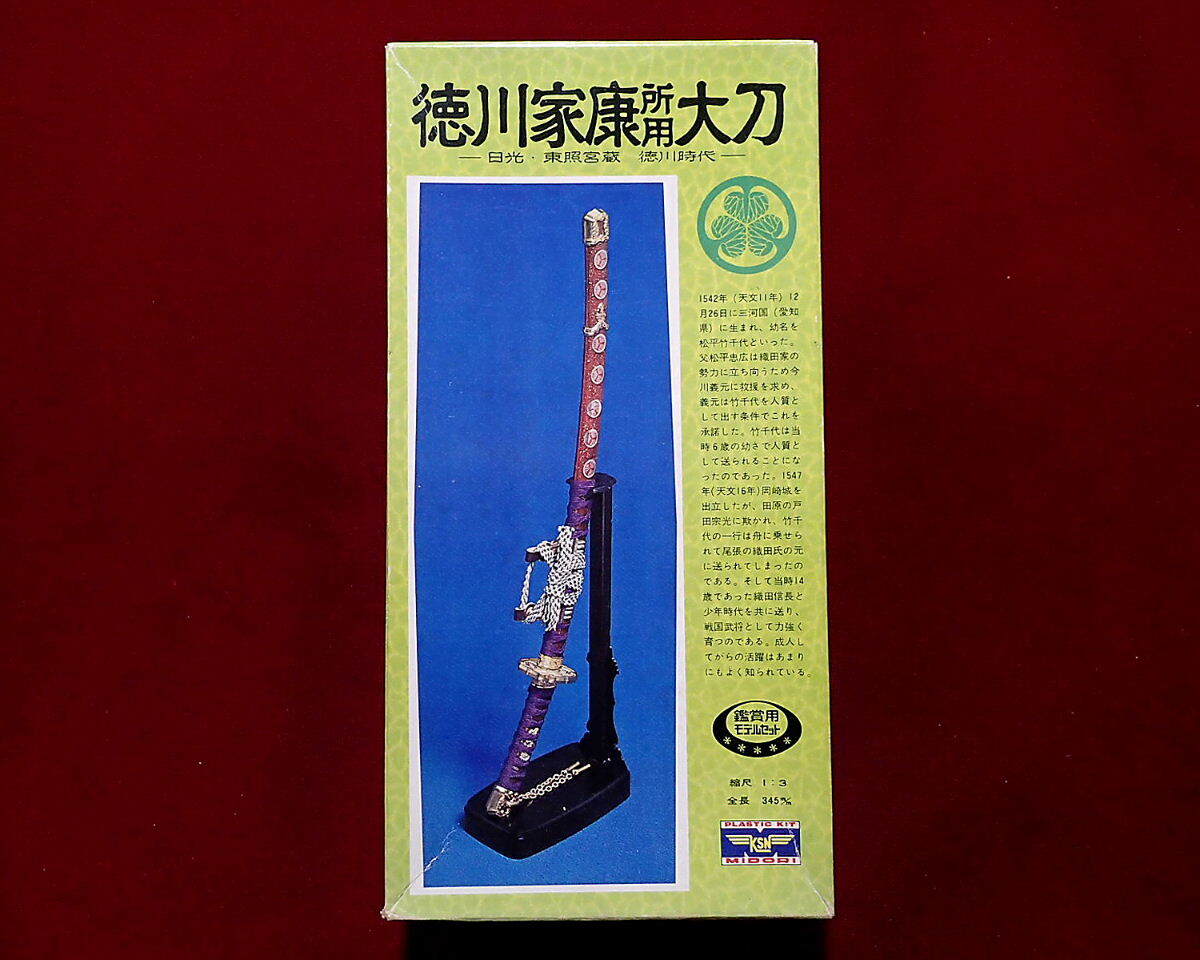 徳川家康所用大刀
— 日光・東照宮蔵 徳川時代 —
1542年(天文11年)12
月26日に三河国(愛知
県)に生まれ、幼名を
松平竹千代といった。
父松平忠広は織田家の
勢力に立ち向うため今
川義元に救援を求め、
義元は竹千代を人質と
して出す条件でこれを
承諾した。竹千代は当
時6歳の幼さで人質と
して送られることにな
ったのであった。1547
年(天文16年)岡崎城を
出立したが、田原の戸
田宗光に欺かれ、竹千
代の一行は舟に乗せら
れて尾張の織田氏の元
に送られてしまったの
である。そして当時14
歳であった織田信長と
少年時代を共に送り、
戦国武将として力強く
育つのである。成人し
てからの活躍はあまり
にもよく知られている。
鑑賞用
モデルセット
縮尺 1:3
全長 345㎜
PLASTIC KIT
KSN
MIDORI